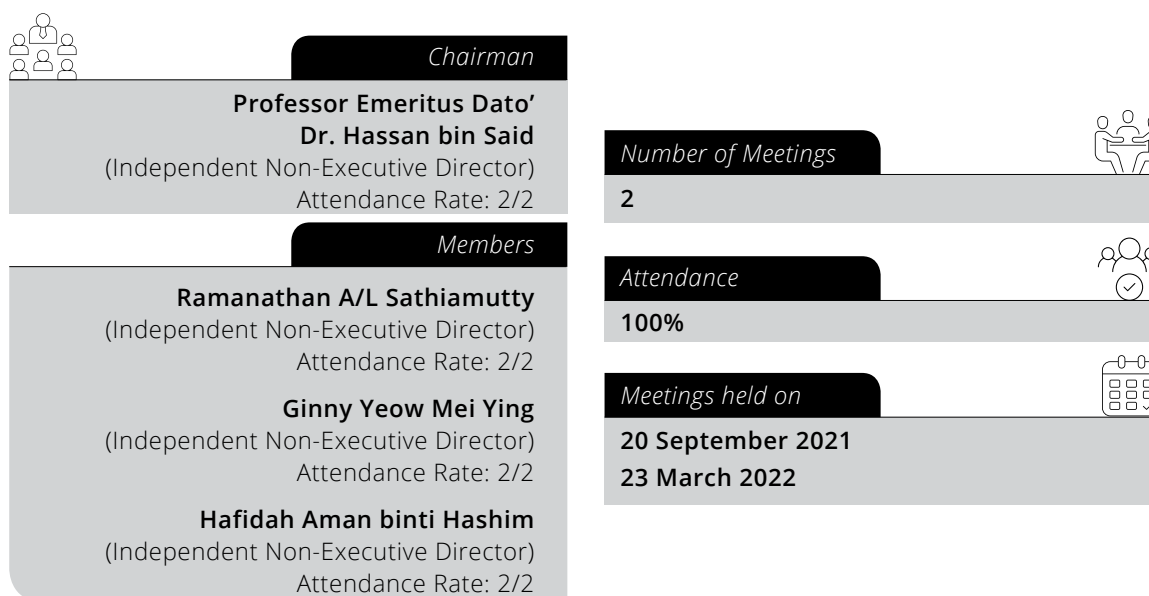 Chairman
Professor Emeritus Dato’
Dr. Hassan bin Said
(Independent Non-Executive Director)
Attendance Rate: 2/2
Members
Ramanathan A/L Sathiamutty
(Independent Non-Executive Director)
Attendance Rate: 2/2
Ginny Yeow Mei Ying
(Independent Non-Executive Director)
Attendance Rate: 2/2
Hafidah Aman binti Hashim
(Independent Non-Executive Director)
Attendance Rate: 2/2
Number of Meetings
2
Attendance
100%
Meetings held on
20 September 2021
23 March 2022